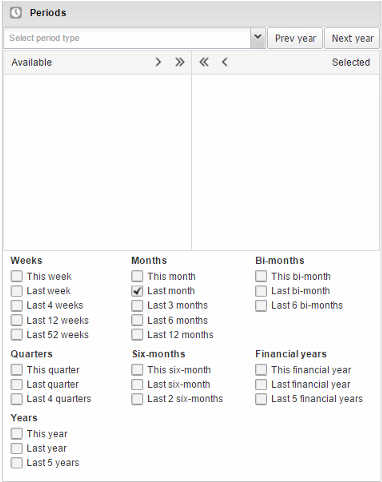 Periods
Select period type Prev year Next year
Available Selected
Weeks Months Bi-months
This week This month This bi-month
Last week Last month Last bi-month
Last 4 weeks Last 3 months Last 6 bi-months
Last 12 weeks Last 6 months
Last 52 weeks Last 12 months
Quarters Six-months Financial years
This quarter This six-month This financial year
Last quarter Last six-month Last financial year
Last 4 quarters Last 2 six-months Last 5 financial years
Years
This year
Last year
Last 5 years